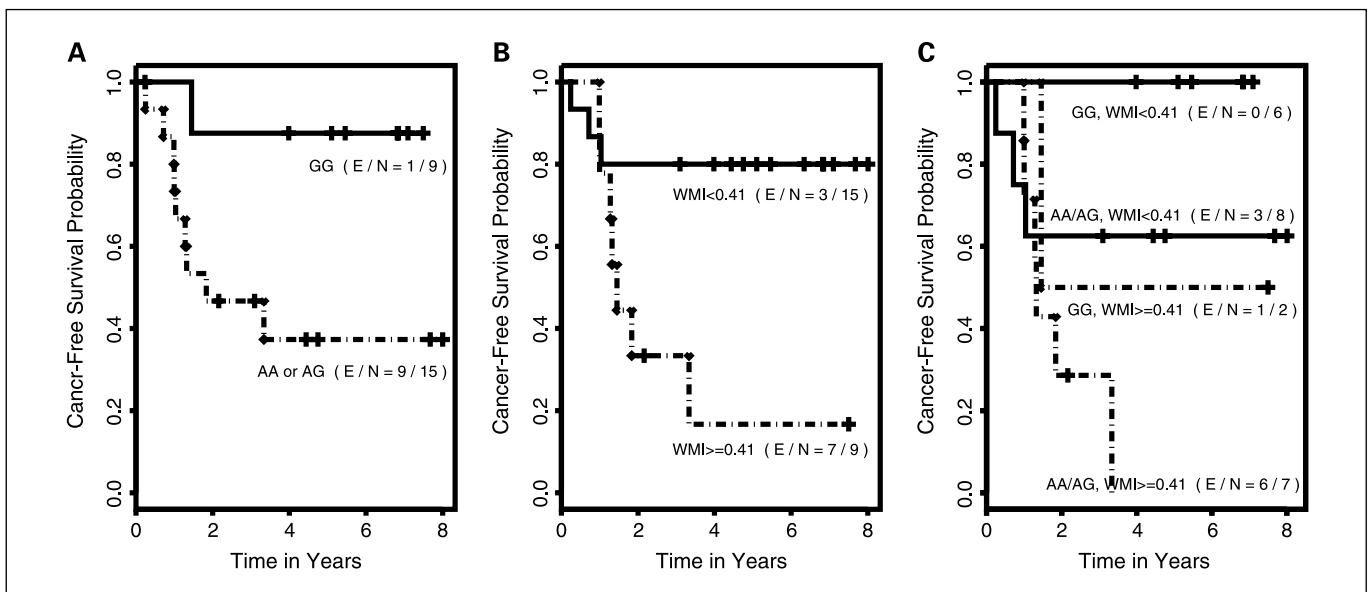 A
Cancr-Free Survival Probability
1.0
0.8
0.6
0.4
0.2
0.0
GG ( E / N = 1 / 9 )
AA or AG ( E / N = 9 / 15 )
0 2 4 6 8
Time in Years
B
Cancer-Free Survival Probability
1.0
0.8
0.6
0.4
0.2
0.0
WMI<0.41 ( E / N = 3 / 15 )
WMI>=0.41 ( E / N = 7 / 9 )
0 2 4 6 8
Time in Years
C
Cancer-Free Survival Probability
1.0
0.8
0.6
0.4
0.2
0.0
GG, WMI<0.41 ( E / N = 0 / 6 )
AA/AG, WMI<0.41 ( E / N = 3 / 8 )
GG, WMI>=0.41 ( E / N = 1 / 2 )
AA/AG, WMI>=0.41 ( E / N = 6 / 7 )
0 2 4 6 8
Time in Years